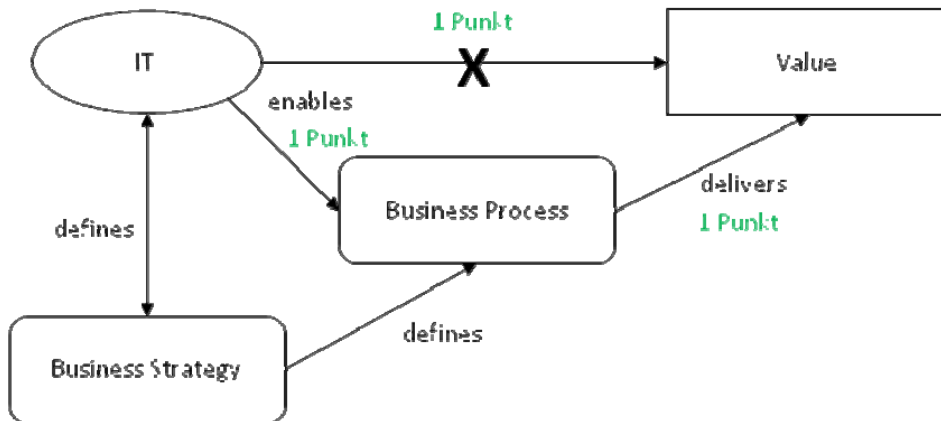 1 Punkt
IT
X
Value
enables
1 Punkt
Business Process
delivers
1 Punkt
defines
defines
Business Strategy